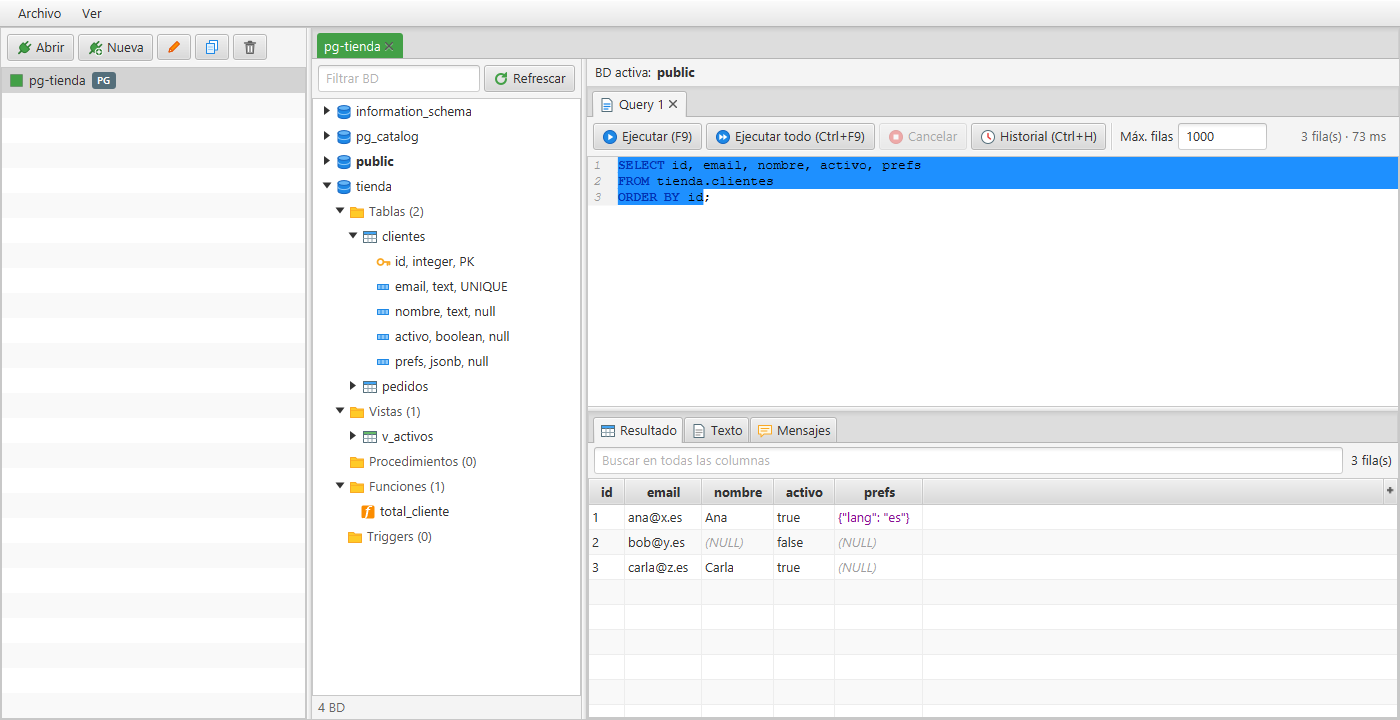 Archivo Ver
Abrir Nueva
pg-tienda PG
pg-tienda
Filtrar BD Refrescar
information_schema
pg_catalog
public
tienda
Tablas (2)
clientes
id, integer, PK
email, text, UNIQUE
nombre, text, null
activo, boolean, null
prefs, jsonb, null
pedidos
Vistas (1)
v_activos
Procedimientos (0)
Funciones (1)
f total_cliente
Triggers (0)
4 BD
BD activa: public
Query 1
Ejecutar (F9) Ejecutar todo (Ctrl+F9) Cancelar Historial (Ctrl+H) Máx. filas 1000 3 fila(s) · 73 ms
1 SELECT id, email, nombre, activo, prefs
2 FROM tienda.clientes
3 ORDER BY id;
Resultado Texto Mensajes
Buscar en todas las columnas 3 fila(s)
id email nombre activo prefs +
1 ana@x.es Ana true {"lang": "es"}
2 bob@y.es (NULL) false (NULL)
3 carla@z.es Carla true (NULL)